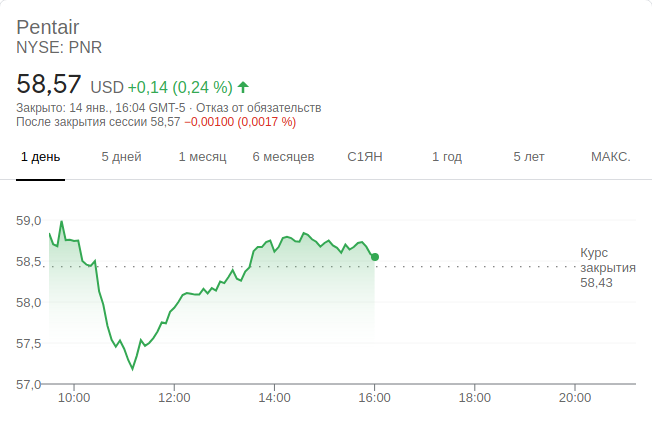 Pentair
NYSE: PNR
58,57 USD +0,14 (0,24 %)
Закрыто: 14 янв., 16:04 GMT-5 · Отказ от обязательств
После закрытия сессии 58,57 −0,00100 (0,0017 %)
1 день 5 дней 1 месяц 6 месяцев С1ЯН 1 год 5 лет МАКС.
59,0
58,5
58,0
57,5
57,0
Курс
закрытия
58,43
10:00 12:00 14:00 16:00 18:00 20:00